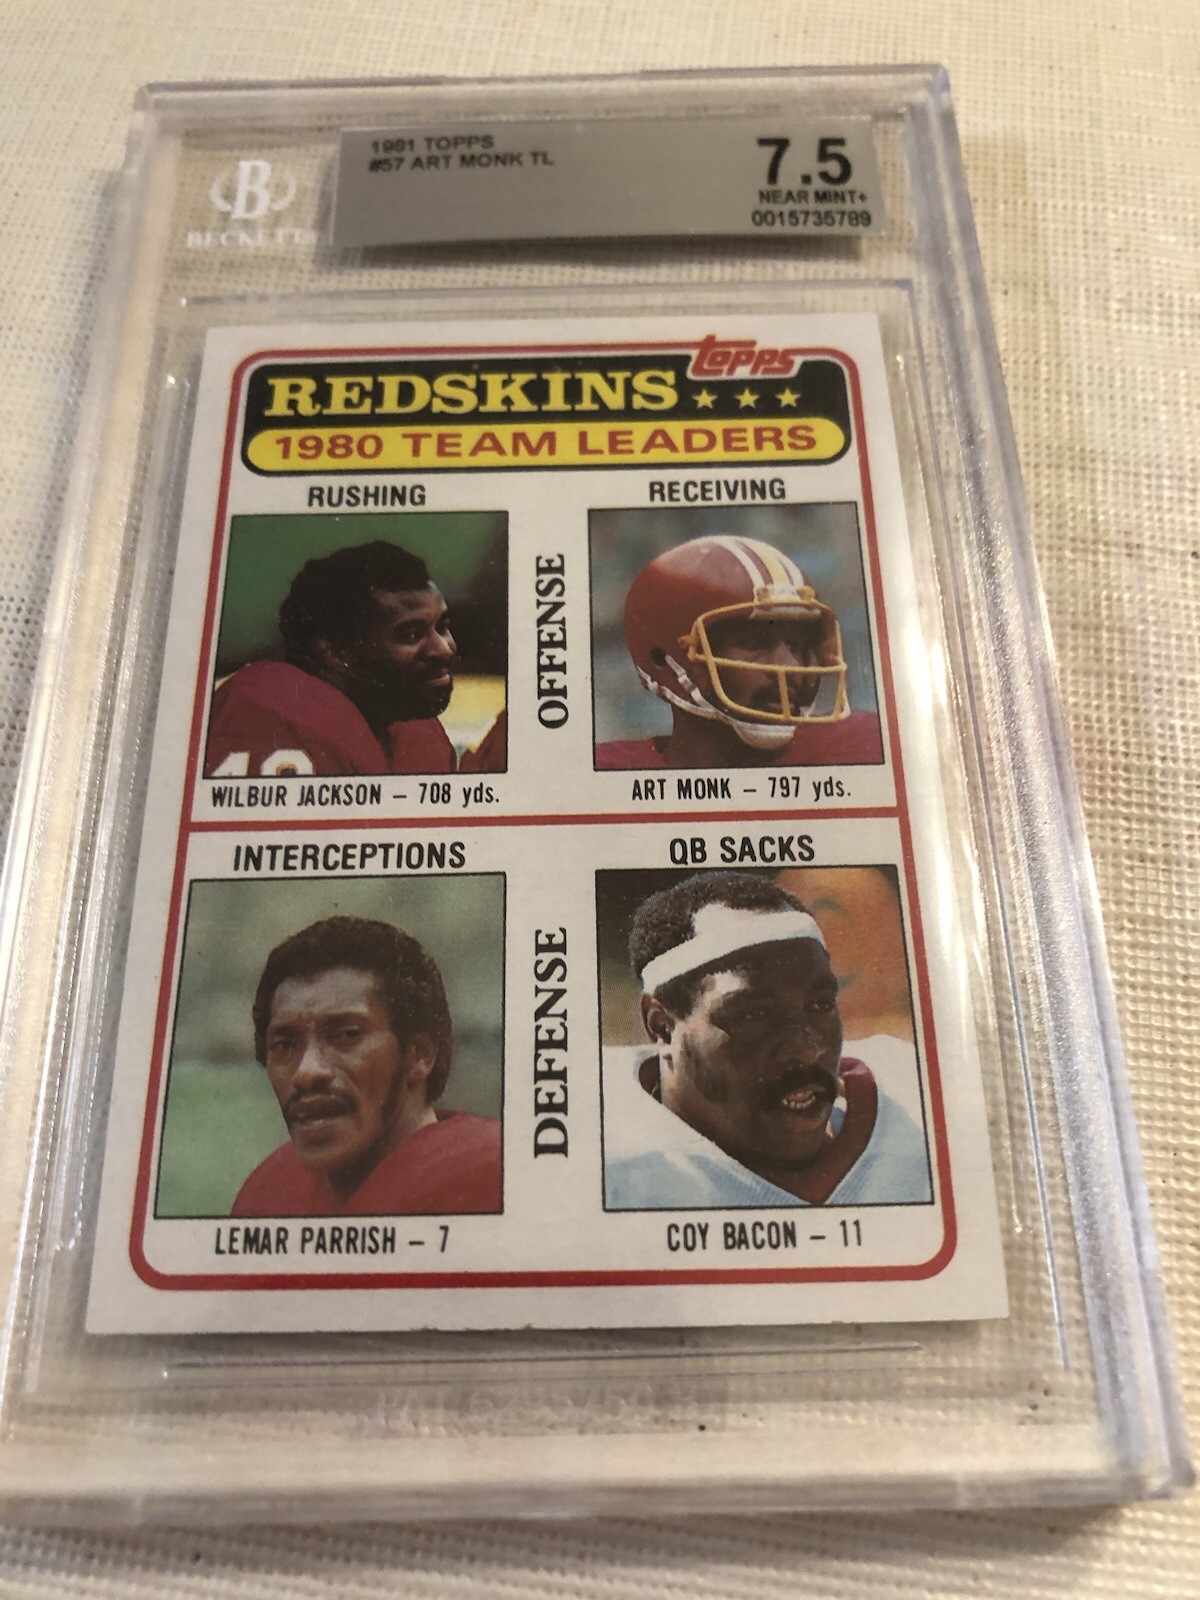 B
BECKETT
1981 TOPPS
#57 ART MONK TL
7.5
NEAR MINT+
0015735789
topps
REDSKINS
1980 TEAM LEADERS
RUSHING
RECEIVING
OFFENSE
WILBUR JACKSON – 708 yds.
ART MONK – 797 yds.
INTERCEPTIONS
QB SACKS
DEFENSE
LEMAR PARRISH – 7
COY BACON – 11